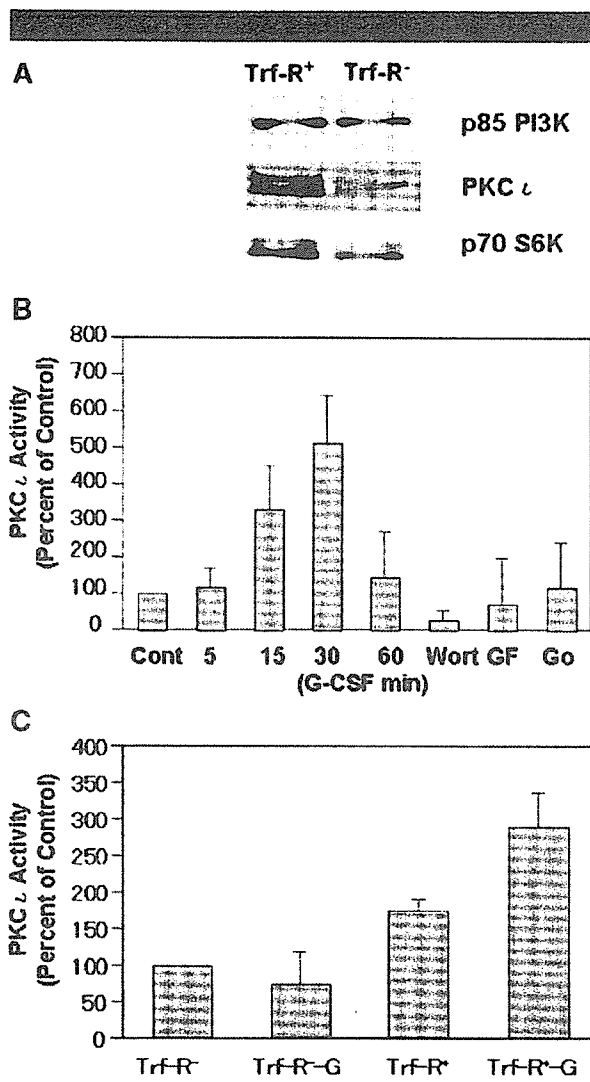 A
Trf-R⁺ Trf-R⁻
p85 PI3K
PKC ι
p70 S6K
B
PKC ι Activity
(Percent of Control)
800
700
600
500
400
300
200
100
0
Cont 5 15 30 60 Wort GF Go
(G-CSF min)
C
PKC ι Activity
(Percent of Control)
400
350
300
250
200
150
100
50
0
Trf-R⁻ Trf-R⁻-G Trf-R⁺ Trf-R⁺-G